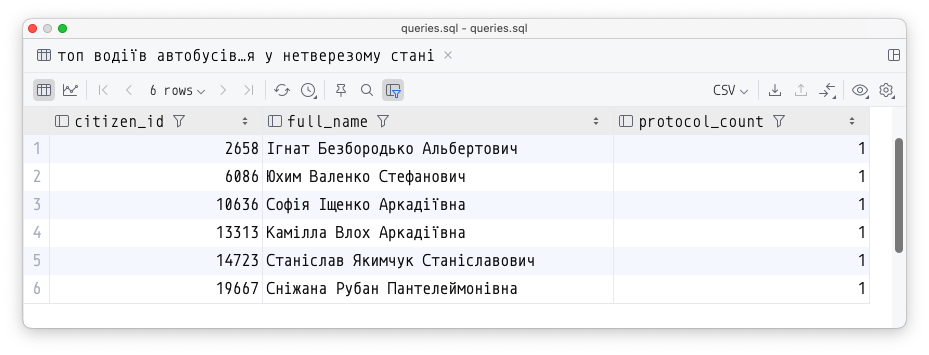 queries.sql - queries.sql
топ водіїв автобусів…я у нетверезому стані
6 rows
CSV
citizen_id full_name protocol_count
1 2658 Ігнат Безбородько Альбертович 1
2 6086 Юхим Валенко Стефанович 1
3 10636 Софія Іщенко Аркадіївна 1
4 13313 Камілла Влох Аркадіївна 1
5 14723 Станіслав Якимчук Станіславович 1
6 19667 Сніжана Рубан Пантелеймонівна 1